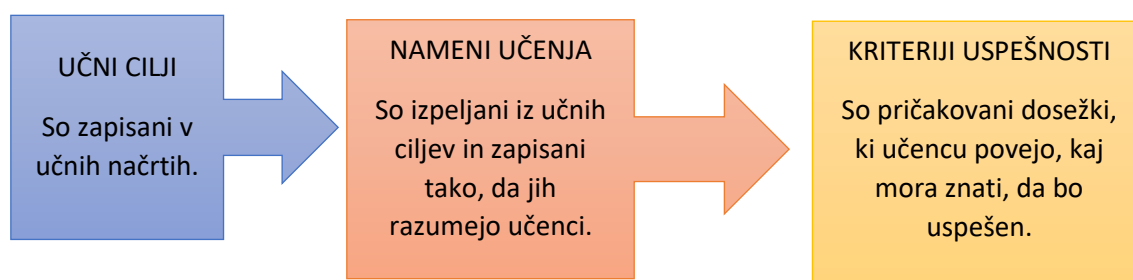 UČNI CILJI
So zapisani v
učnih načrtih.
NAMENI UČENJA
So izpeljani iz učnih
ciljev in zapisani
tako, da jih
razumejo učenci.
KRITERIJI USPEŠNOSTI
So pričakovani dosežki,
ki učencu povejo, kaj
mora znati, da bo
uspešen.